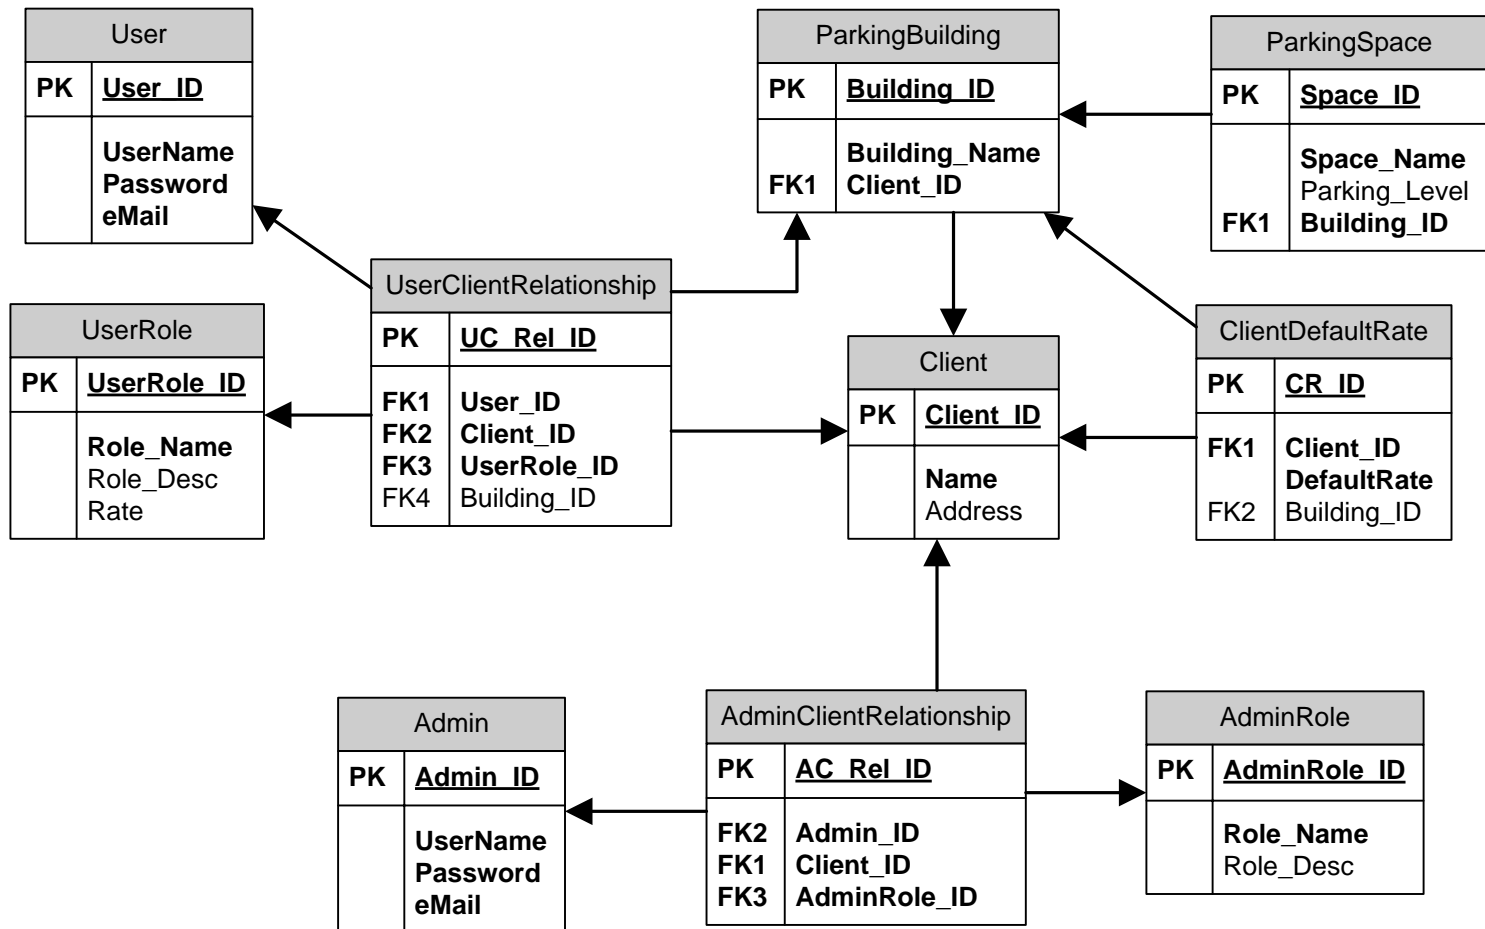 User
PK User_ID
UserName
Password
eMail
ParkingBuilding
PK Building_ID
Building_Name
FK1 Client_ID
ParkingSpace
PK Space_ID
Space_Name
Parking_Level
FK1 Building_ID
UserClientRelationship
PK UC_Rel_ID
FK1 User_ID
FK2 Client_ID
FK3 UserRole_ID
FK4 Building_ID
UserRole
PK UserRole_ID
Role_Name
Role_Desc
Rate
Client
PK Client_ID
Name
Address
ClientDefaultRate
PK CR_ID
FK1 Client_ID
DefaultRate
FK2 Building_ID
Admin
PK Admin_ID
UserName
Password
eMail
AdminClientRelationship
PK AC_Rel_ID
FK2 Admin_ID
FK1 Client_ID
FK3 AdminRole_ID
AdminRole
PK AdminRole_ID
Role_Name
Role_Desc